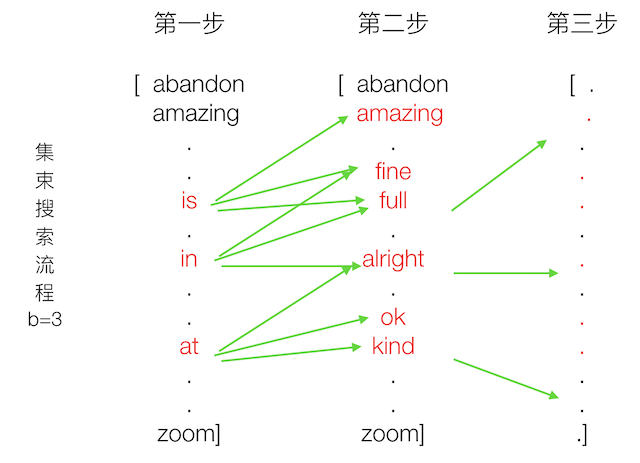 第一步 第二步 第三步
[ abandon [ abandon [ .
amazing amazing .
集 . . .
束 . fine .
搜 is full .
索 . . .
流 in alright .
程 . . .
b=3 . ok .
at kind .
. . .
. . .
zoom] zoom] .]